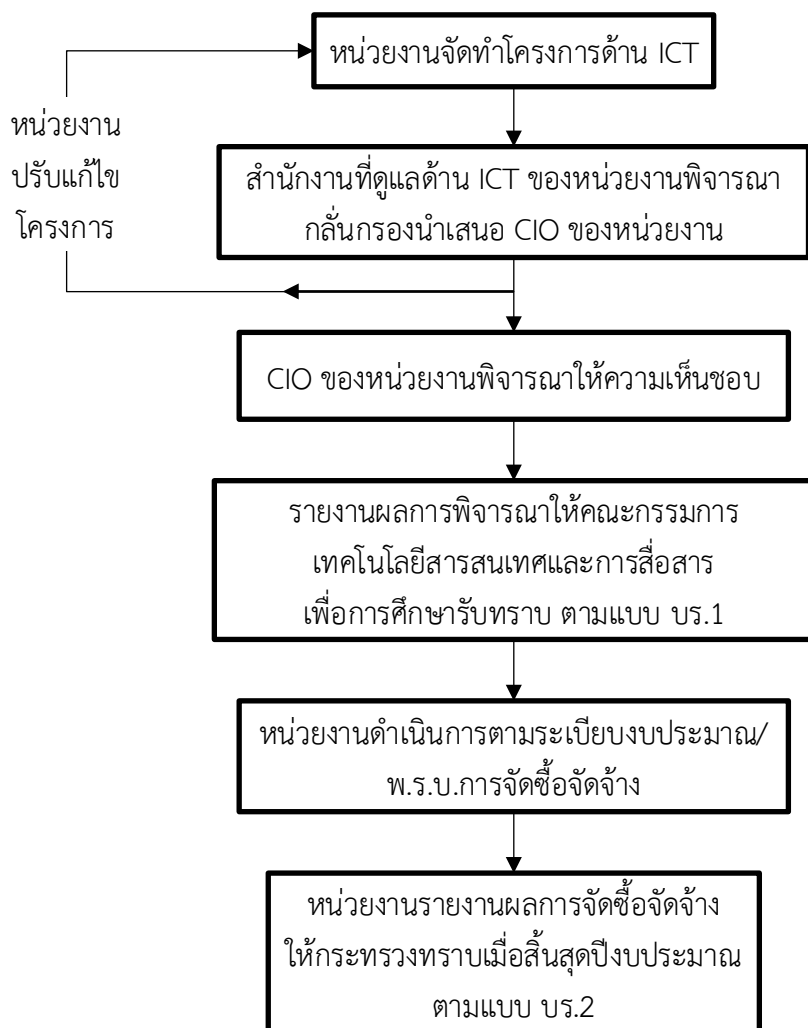 หน่วยงานจัดทำโครงการด้าน ICT
หน่วยงาน
ปรับแก้ไข
โครงการ
สำนักงานที่ดูแลด้าน ICT ของหน่วยงานพิจารณา
กลั่นกรองนำเสนอ CIO ของหน่วยงาน
CIO ของหน่วยงานพิจารณาให้ความเห็นชอบ
รายงานผลการพิจารณาให้คณะกรรมการ
เทคโนโลยีสารสนเทศและการสื่อสาร
เพื่อการศึกษารับทราบ ตามแบบ บร.1
หน่วยงานดำเนินการตามระเบียบงบประมาณ/
พ.ร.บ.การจัดซื้อจัดจ้าง
หน่วยงานรายงานผลการจัดซื้อจัดจ้าง
ให้กระทรวงทราบเมื่อสิ้นสุดปีงบประมาณ
ตามแบบ บร.2